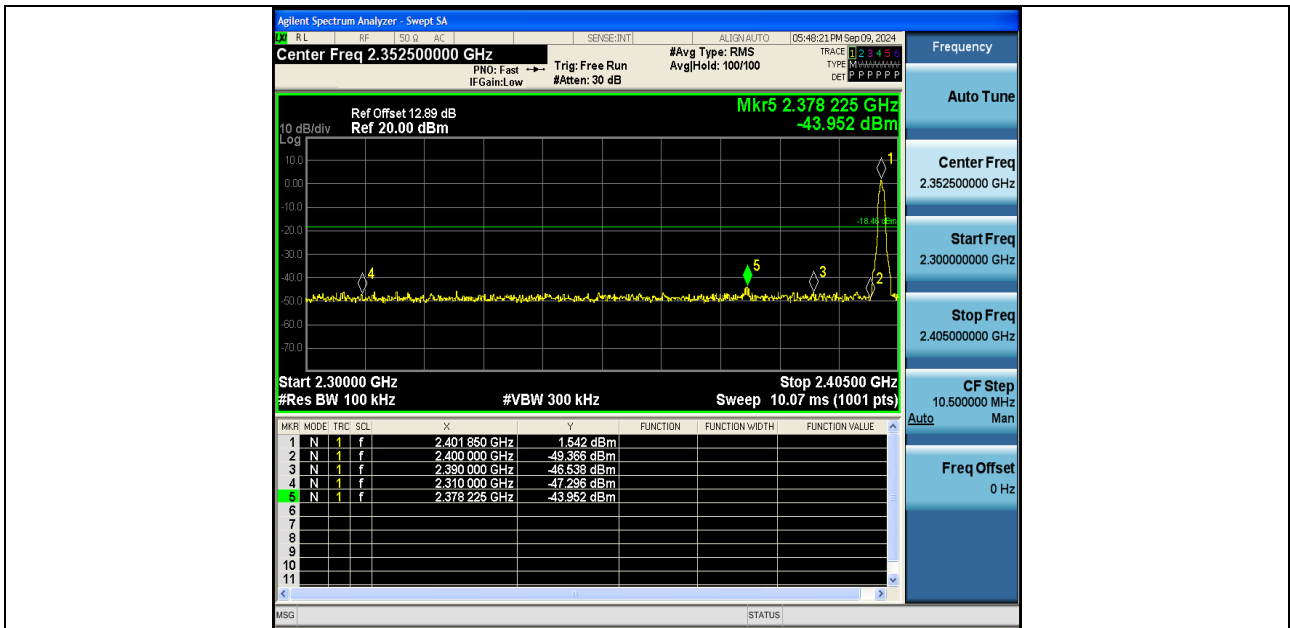 Agilent Spectrum Analyzer - Swept SA
RL RF 50 Ω AC SENSE:INT ALIGN AUTO 05:48:21 PM Sep 09, 2024
Center Freq 2.352500000 GHz
PNO: Fast
IFGain:Low
Trig: Free Run
#Atten: 30 dB
#Avg Type: RMS
Avg|Hold: 100/100
TRACE 1 2 3 4 5 6
TYPE M
DET P P P P P P
Mkr5 2.378 225 GHz
-43.952 dBm
Ref Offset 12.89 dB
10 dB/div Ref 20.00 dBm
Log
10.0
0.00
-10.0
-20.0
-30.0
-40.0
-50.0
-60.0
-70.0
1
-18.46 dBm
4
5
3
2
Start 2.30000 GHz Stop 2.40500 GHz
#Res BW 100 kHz #VBW 300 kHz Sweep 10.07 ms (1001 pts)
MKR MODE TRC SCL X Y FUNCTION FUNCTION WIDTH FUNCTION VALUE
1 N 1 f 2.401 850 GHz 1.542 dBm
2 N 1 f 2.400 000 GHz -49.366 dBm
3 N 1 f 2.390 000 GHz -46.538 dBm
4 N 1 f 2.310 000 GHz -47.296 dBm
5 N 1 f 2.378 225 GHz -43.952 dBm
6
7
8
9
10
11
MSG STATUS
Frequency
Auto Tune
Center Freq
2.352500000 GHz
Start Freq
2.300000000 GHz
Stop Freq
2.405000000 GHz
CF Step
10.500000 MHz
Auto Man
Freq Offset
0 Hz